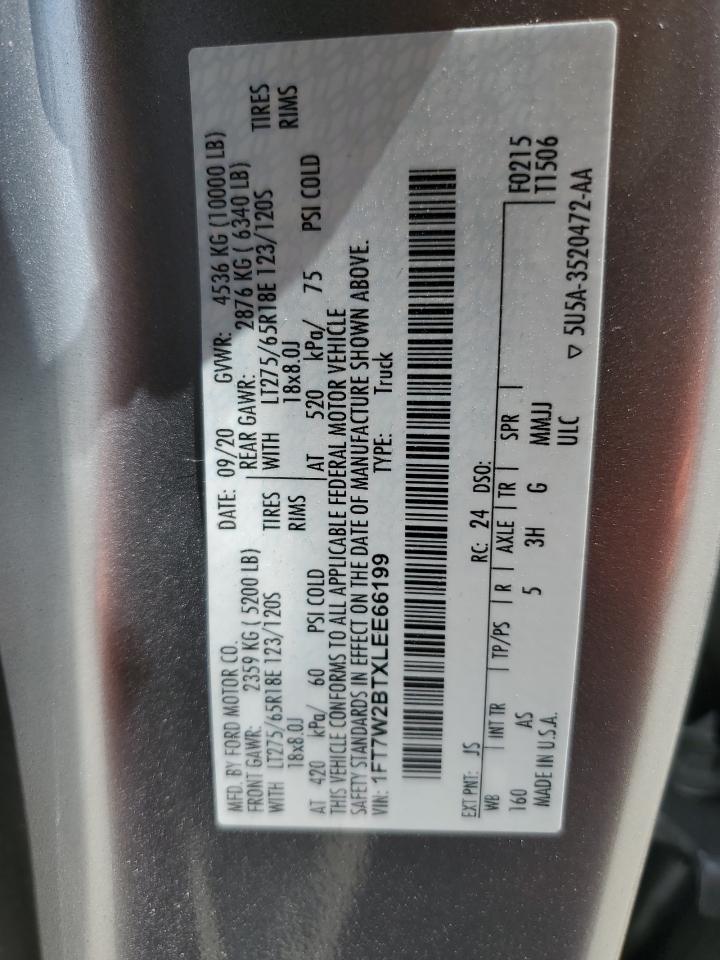 MFD. BY FORD MOTOR CO. DATE: 09/20 GVWR: 4536 KG (10000 LB)
FRONT GAWR: 2359 KG ( 5200 LB) REAR GAWR: 2876 KG ( 6340 LB)
WITH LT275/65R18E 123/120S TIRES WITH LT275/65R18E 123/120S TIRES
18x8.0J RIMS 18x8.0J RIMS
AT 420 kPa/ 60 PSI COLD AT 520 kPa/ 75 PSI COLD
THIS VEHICLE CONFORMS TO ALL APPLICABLE FEDERAL MOTOR VEHICLE
SAFETY STANDARDS IN EFFECT ON THE DATE OF MANUFACTURE SHOWN ABOVE.
VIN: 1FT7W2BTXLEE66199 TYPE: Truck
EXT PNT: JS RC: 24 DSO: F0215
WB INT TR TP/PS R AXLE TR SPR T1506
160 AS 5 3H G MMJJ
MADE IN U.S.A. ULC ▽ 5U5A-3520472-AA